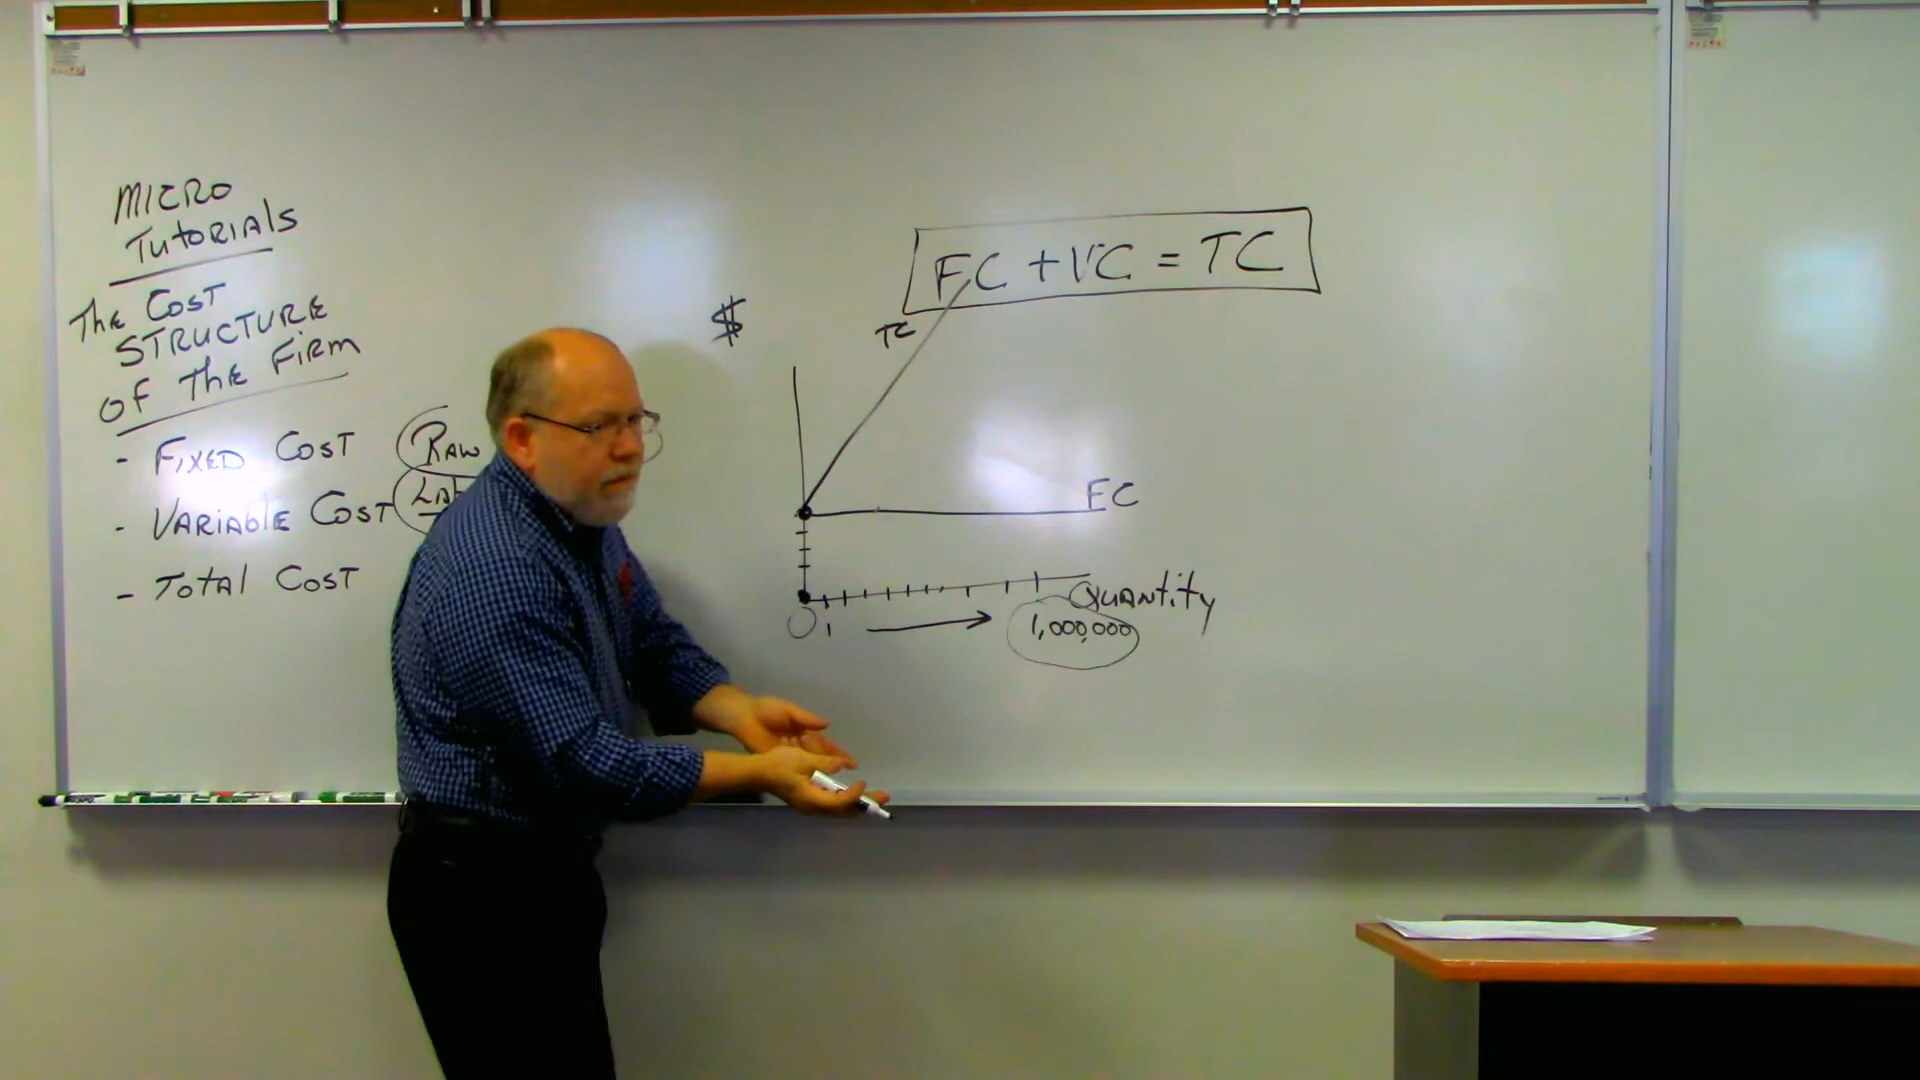 MICRO
TUTORIALS
THE COST
STRUCTURE
OF THE FIRM
- FIXED COST
- VARIABLE COST
- TOTAL COST
RAW
FC + VC = TC
$
TC
FC
QUANTITY
0 1
1,000,000